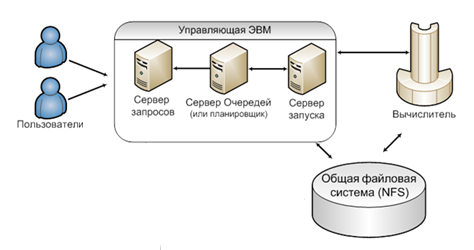 Управляющая ЭВМ
Пользователи
Сервер
запросов
Сервер Очередей
(или планировщик)
Сервер
запуска
Вычислитель
Общая файловая
система (NFS)